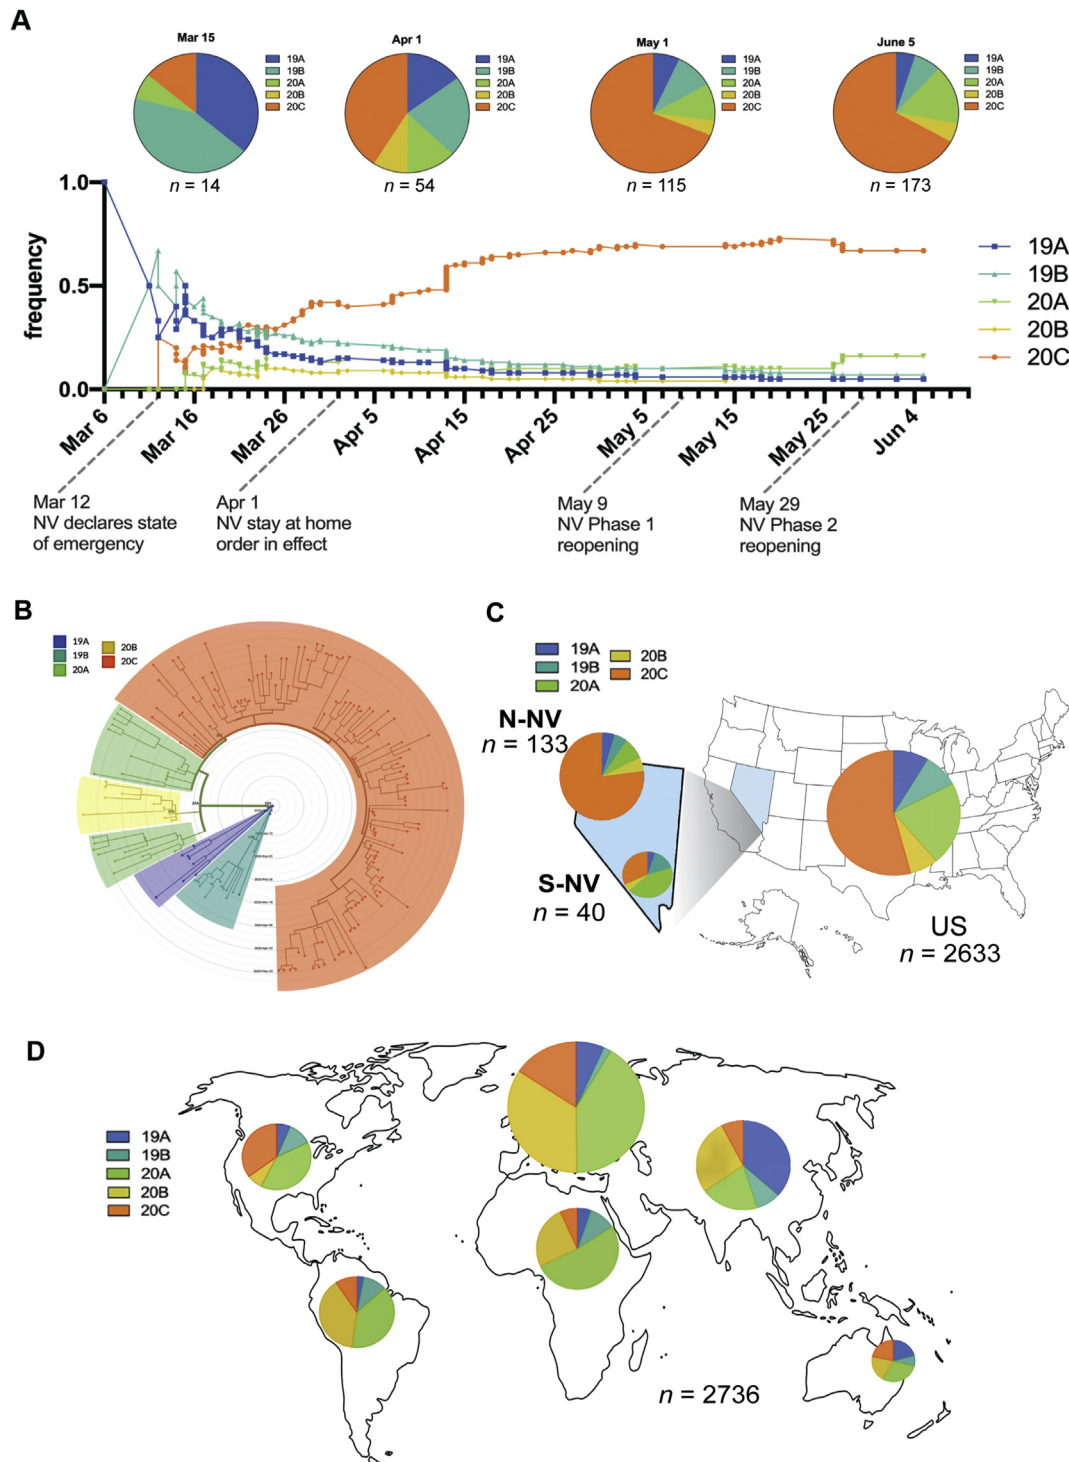 A
Mar 15
19A
19B
20A
20B
20C
n = 14
Apr 1
19A
19B
20A
20B
20C
n = 54
May 1
19A
19B
20A
20B
20C
n = 115
June 5
19A
19B
20A
20B
20C
n = 173
frequency
1.0
0.5
0.0
Mar 6
Mar 16
Mar 26
Apr 5
Apr 15
Apr 25
May 5
May 15
May 25
Jun 4
19A
19B
20A
20B
20C
Mar 12
NV declares state
of emergency
Apr 1
NV stay at home
order in effect
May 9
NV Phase 1
reopening
May 29
NV Phase 2
reopening
B
19A
19B
20A
20B
20C
C
19A
19B
20A
20B
20C
N-NV
n = 133
S-NV
n = 40
US
n = 2633
D
19A
19B
20A
20B
20C
n = 2736